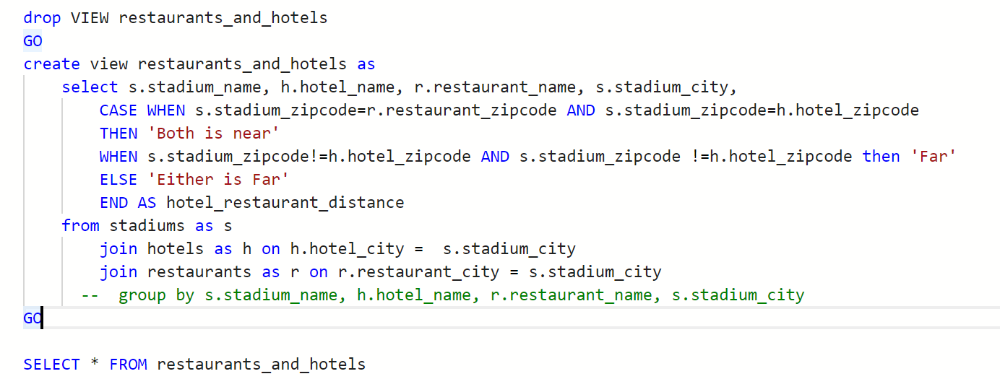 drop VIEW restaurants_and_hotels
GO
create view restaurants_and_hotels as
select s.stadium_name, h.hotel_name, r.restaurant_name, s.stadium_city,
CASE WHEN s.stadium_zipcode=r.restaurant_zipcode AND s.stadium_zipcode=h.hotel_zipcode
THEN 'Both is near'
WHEN s.stadium_zipcode!=h.hotel_zipcode AND s.stadium_zipcode !=h.hotel_zipcode then 'Far'
ELSE 'Either is Far'
END AS hotel_restaurant_distance
from stadiums as s
join hotels as h on h.hotel_city =  s.stadium_city
join restaurants as r on r.restaurant_city = s.stadium_city
--  group by s.stadium_name, h.hotel_name, r.restaurant_name, s.stadium_city
GO
SELECT * FROM restaurants_and_hotels